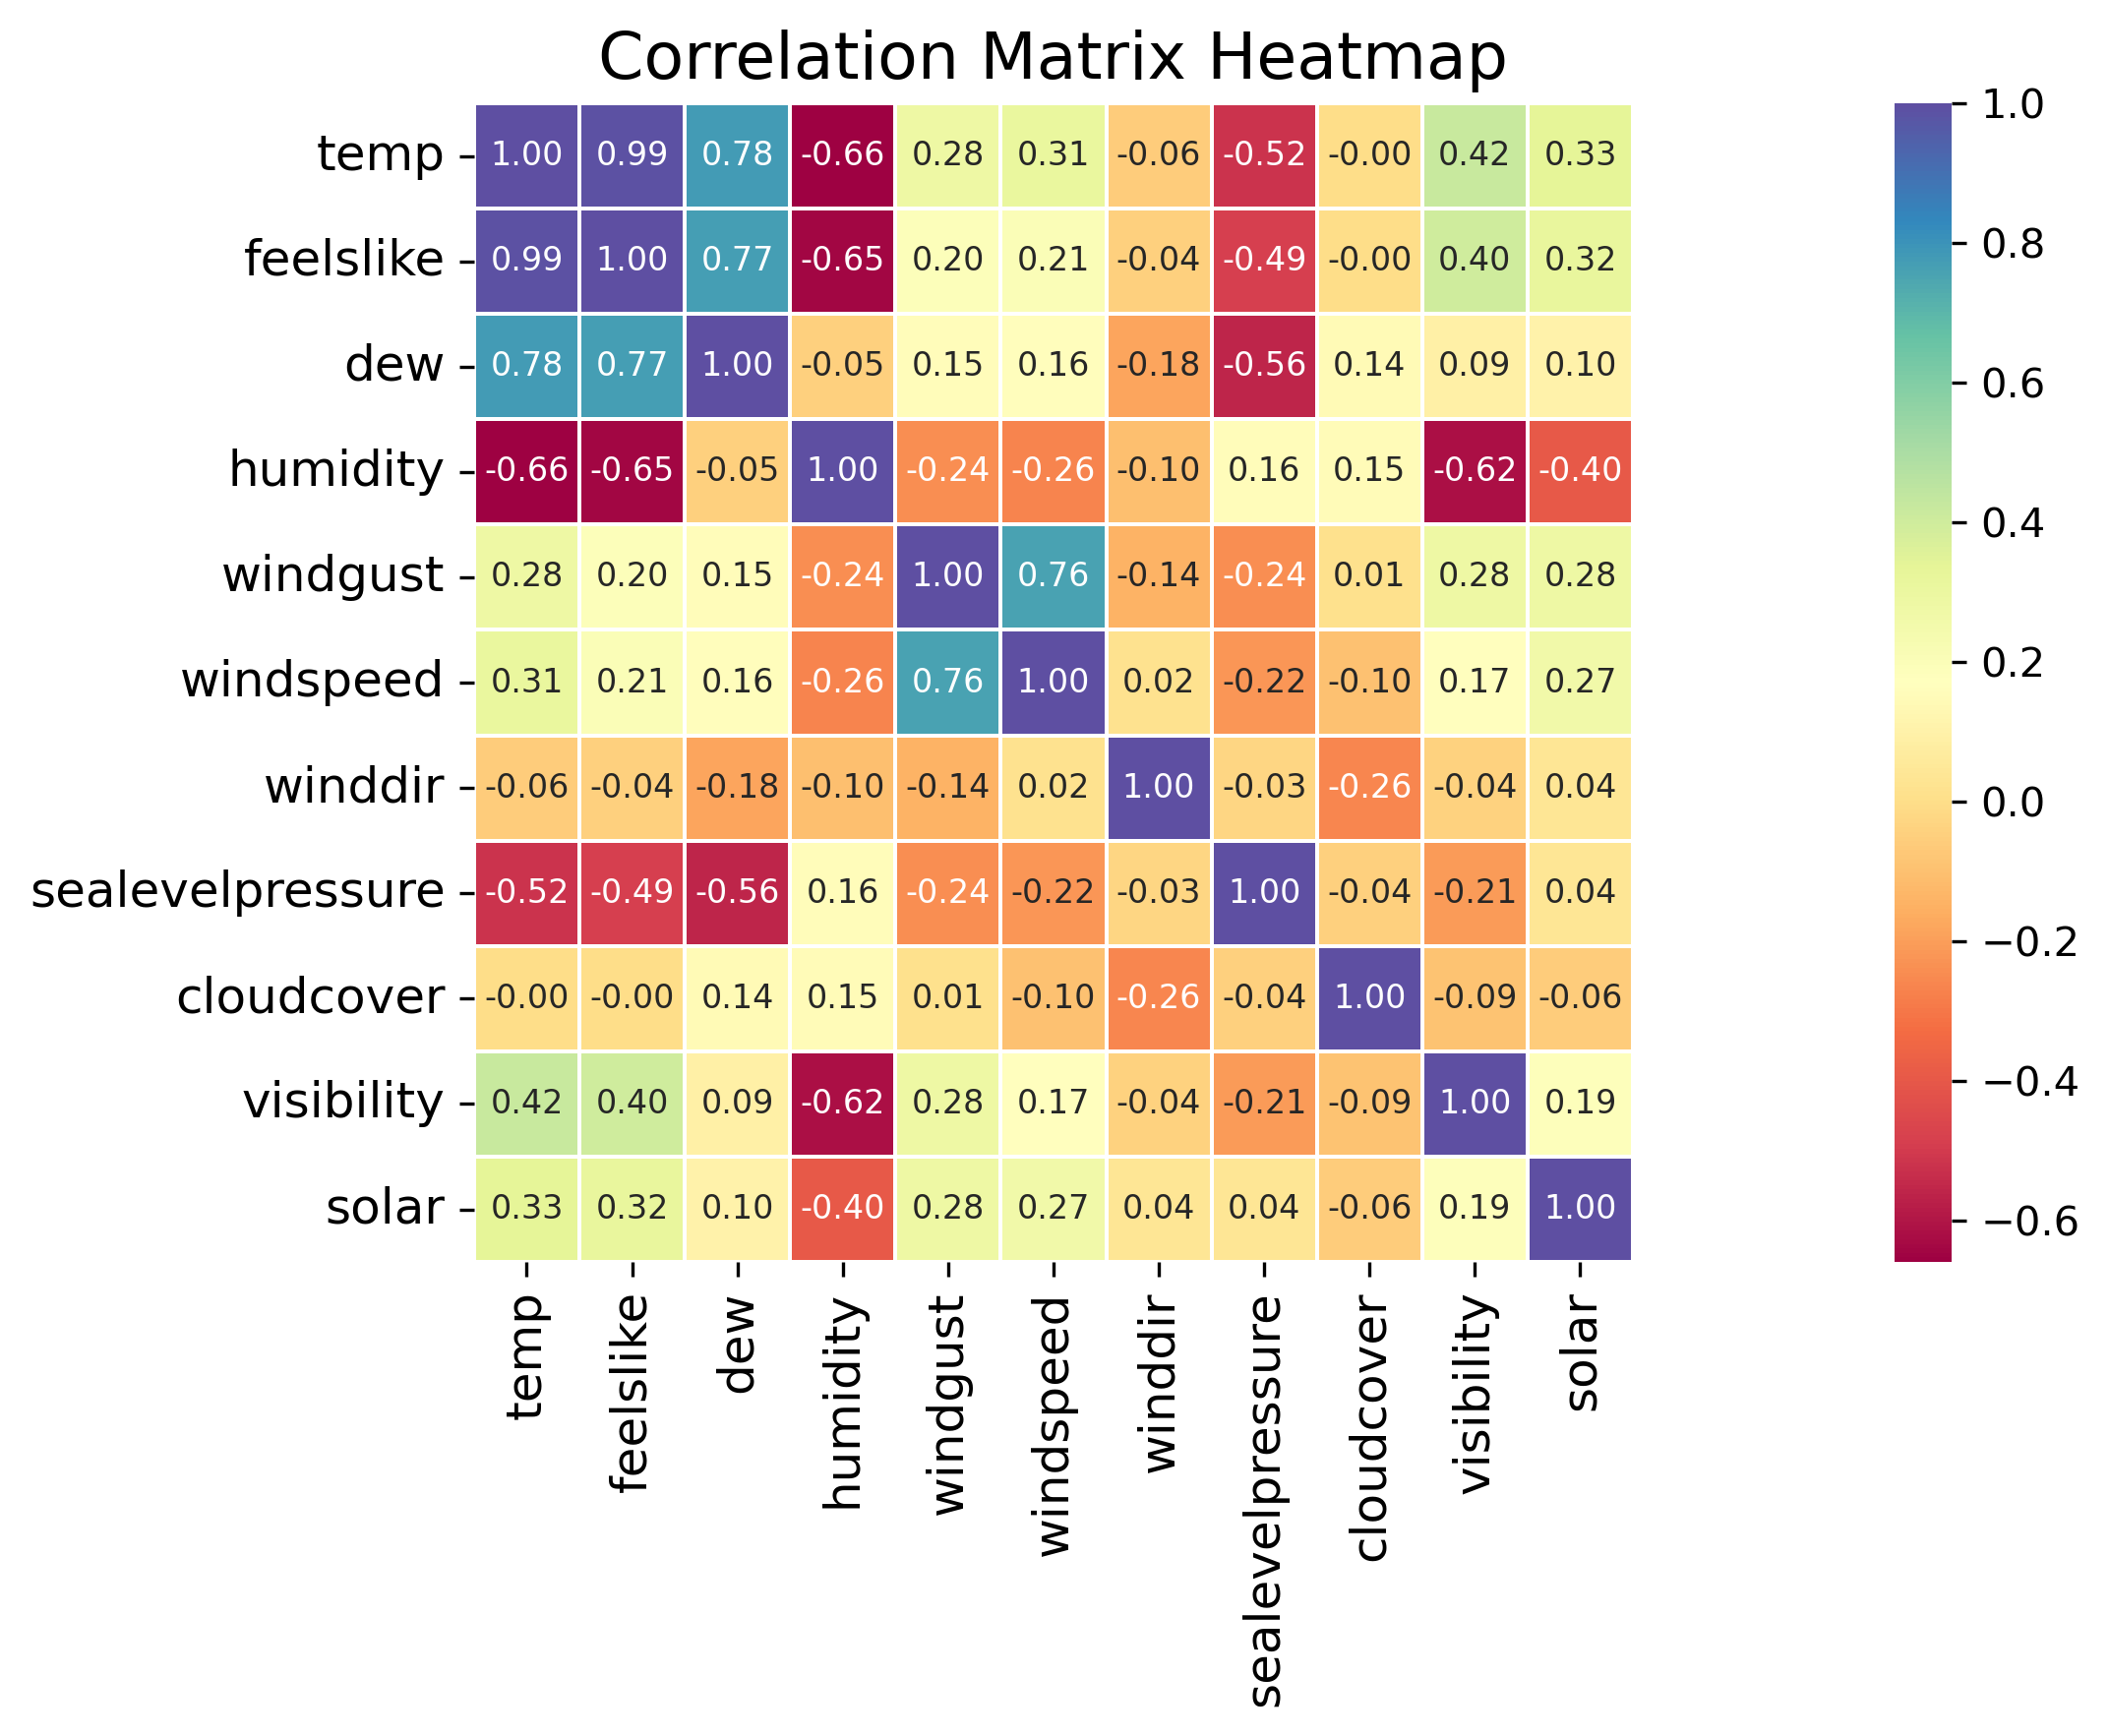 Correlation Matrix Heatmap
temp 1.00 0.99 0.78 -0.66 0.28 0.31 -0.06 -0.52 -0.00 0.42 0.33
feelslike 0.99 1.00 0.77 -0.65 0.20 0.21 -0.04 -0.49 -0.00 0.40 0.32
dew 0.78 0.77 1.00 -0.05 0.15 0.16 -0.18 -0.56 0.14 0.09 0.10
humidity -0.66 -0.65 -0.05 1.00 -0.24 -0.26 -0.10 0.16 0.15 -0.62 -0.40
windgust 0.28 0.20 0.15 -0.24 1.00 0.76 -0.14 -0.24 0.01 0.28 0.28
windspeed 0.31 0.21 0.16 -0.26 0.76 1.00 0.02 -0.22 -0.10 0.17 0.27
winddir -0.06 -0.04 -0.18 -0.10 -0.14 0.02 1.00 -0.03 -0.26 -0.04 0.04
sealevelpressure -0.52 -0.49 -0.56 0.16 -0.24 -0.22 -0.03 1.00 -0.04 -0.21 0.04
cloudcover -0.00 -0.00 0.14 0.15 0.01 -0.10 -0.26 -0.04 1.00 -0.09 -0.06
visibility 0.42 0.40 0.09 -0.62 0.28 0.17 -0.04 -0.21 -0.09 1.00 0.19
solar 0.33 0.32 0.10 -0.40 0.28 0.27 0.04 0.04 -0.06 0.19 1.00
temp
feelslike
dew
humidity
windgust
windspeed
winddir
sealevelpressure
cloudcover
visibility
solar
1.0
0.8
0.6
0.4
0.2
0.0
−0.2
−0.4
−0.6